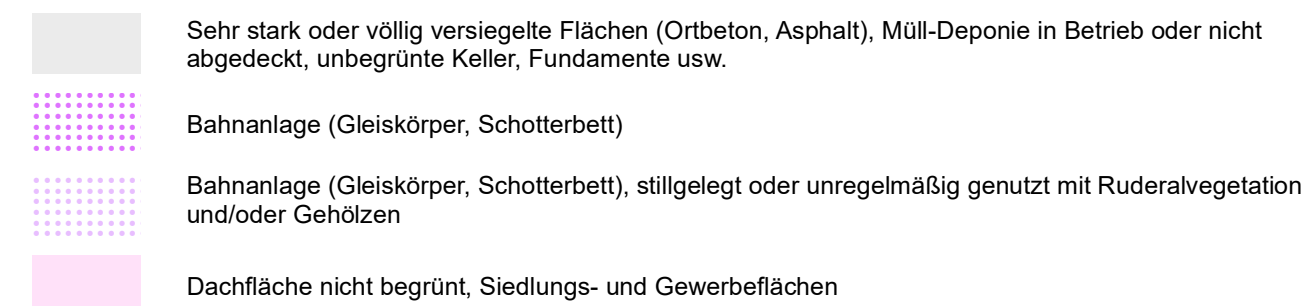 Sehr stark oder völlig versiegelte Flächen (Ortbeton, Asphalt), Müll-Deponie in Betrieb oder nicht
abgedeckt, unbegrünte Keller, Fundamente usw.
Bahnanlage (Gleiskörper, Schotterbett)
Bahnanlage (Gleiskörper, Schotterbett), stillgelegt oder unregelmäßig genutzt mit Ruderalvegetation
und/oder Gehölzen
Dachfläche nicht begrünt, Siedlungs- und Gewerbeflächen